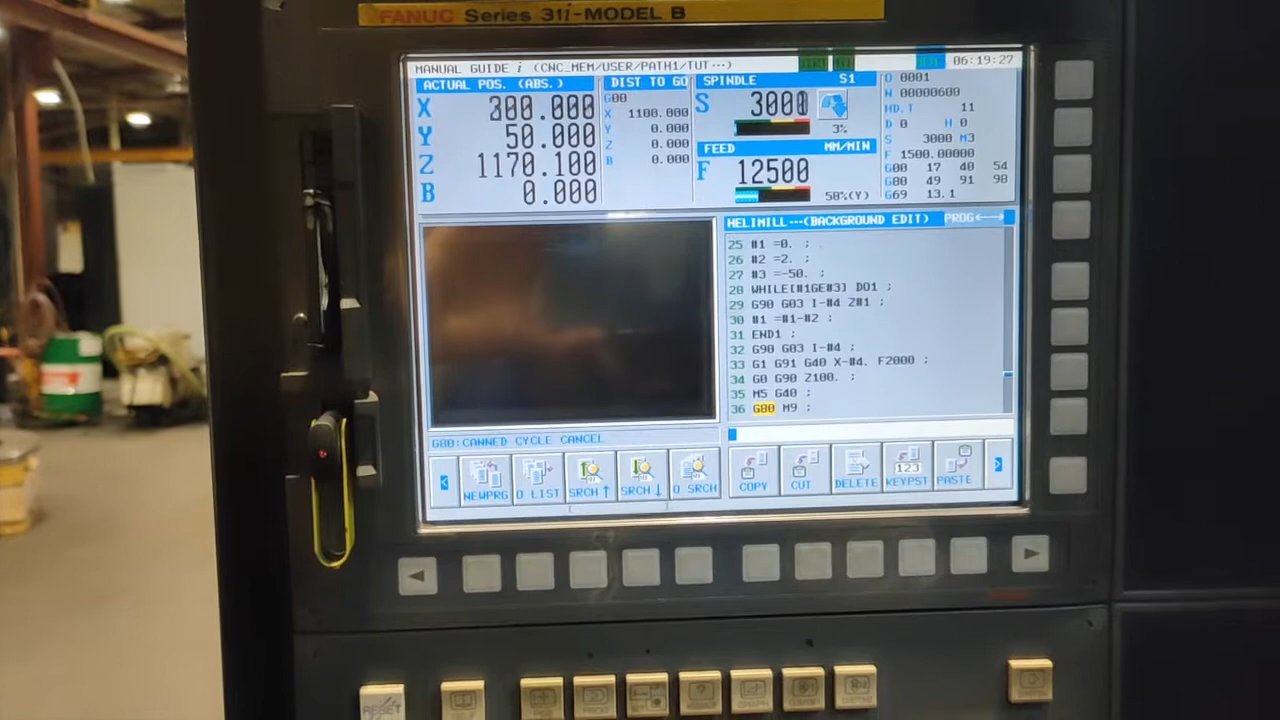 FANUC Series 31i-MODEL B
MANUAL GUIDE i (CNC_MEM/USER/PATH1/TUT···)
06:19:27
ACTUAL POS. (ABS.)
X 300.000
Y 50.000
Z 1170.100
B 0.000
DIST TO GO
G00
X 1100.000
Y 0.000
Z 0.000
B 0.000
SPINDLE S1
S 3000
3%
FEED MM/MIN
F 12500
58%(Y)
O 0001
N 00000600
HD.T 11
D 0 H 0
S 3000 M3
F 1500.00000
G00 17 40 54
G80 49 91 98
G69 13.1
HELIMILL···(BACKGROUND EDIT) PROG
25 #1 =0. ;
26 #2 =2. ;
27 #3 =-50. ;
28 WHILE[#1GE#3] DO1 ;
29 G90 G03 I-#4 Z#1 ;
30 #1 =#1-#2 ;
31 END1 ;
32 G90 G03 I-#4 ;
33 G1 G91 G40 X-#4. F2000 ;
34 G0 G90 Z100. ;
35 M5 G40 ;
36 G80 M9 ;
G80:CANNED CYCLE CANCEL
< NEWPRG O LIST SRCH↑ SRCH↓ O SRCH COPY CUT DELETE KEYPST PASTE >
RESET